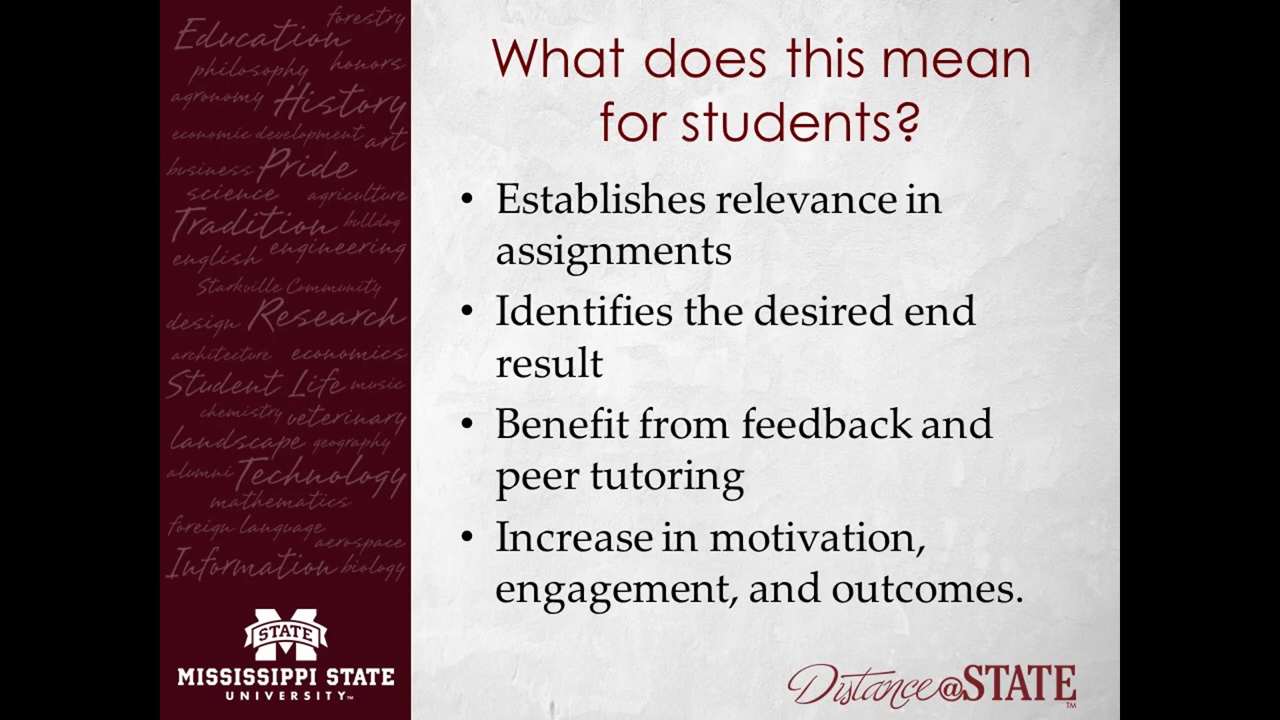 forestry
Education
philosophy honors
agronomy History
economic development art
business Pride
science agriculture
Tradition bulldog
english engineering
Starkville Community
design Research
architecture economics
Student Life music
chemistry veterinary
landscape geography
alumni Technology
mathematics
foreign language
aerospace
Information biology
STATE
MISSISSIPPI STATE
UNIVERSITY™
What does this mean
for students?
• Establishes relevance in
assignments
• Identifies the desired end
result
• Benefit from feedback and
peer tutoring
• Increase in motivation,
engagement, and outcomes.
Distance@STATE™